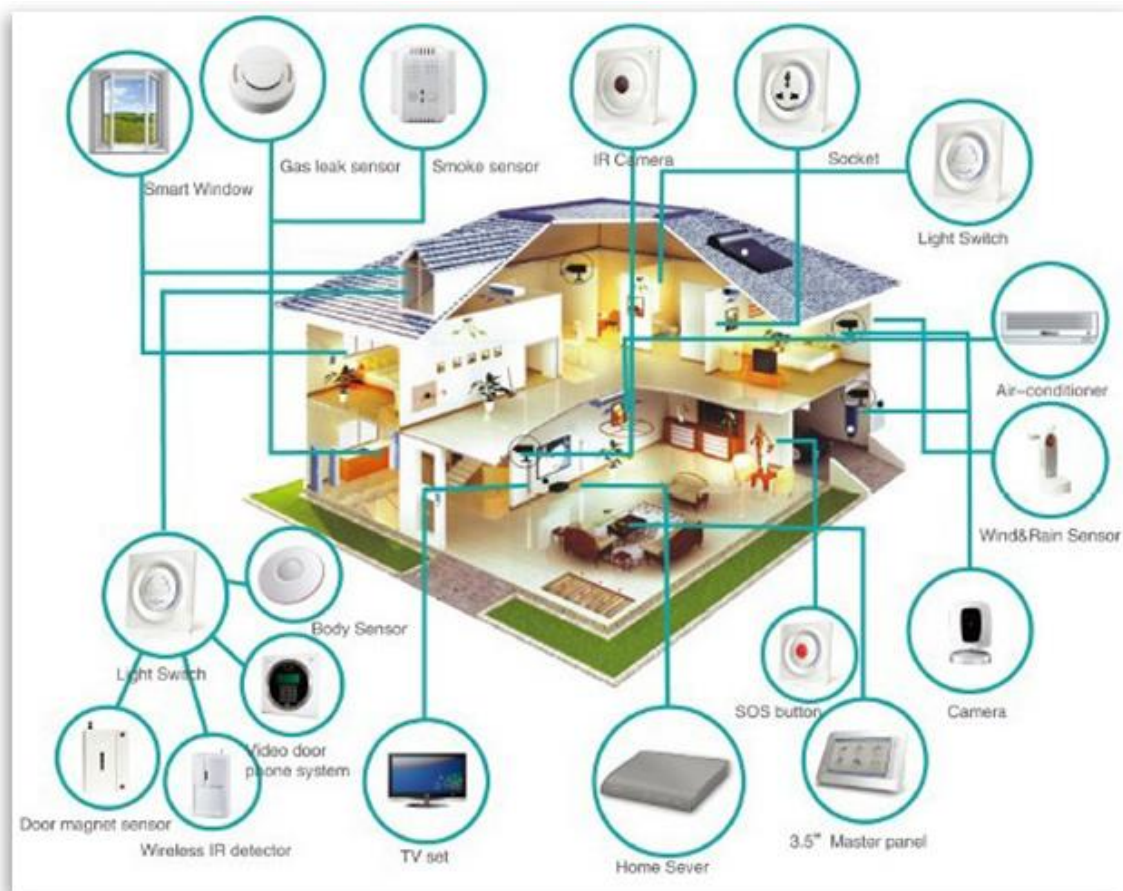 Smart Window
Gas leak sensor
Smoke sensor
IR Camera
Socket
Light Switch
Air-conditioner
Wind&Rain Sensor
Body Sensor
Light Switch
Video door
phone system
Door magnet sensor
Wireless IR detector
TV set
Home Sever
SOS button
3.5" Master panel
Camera